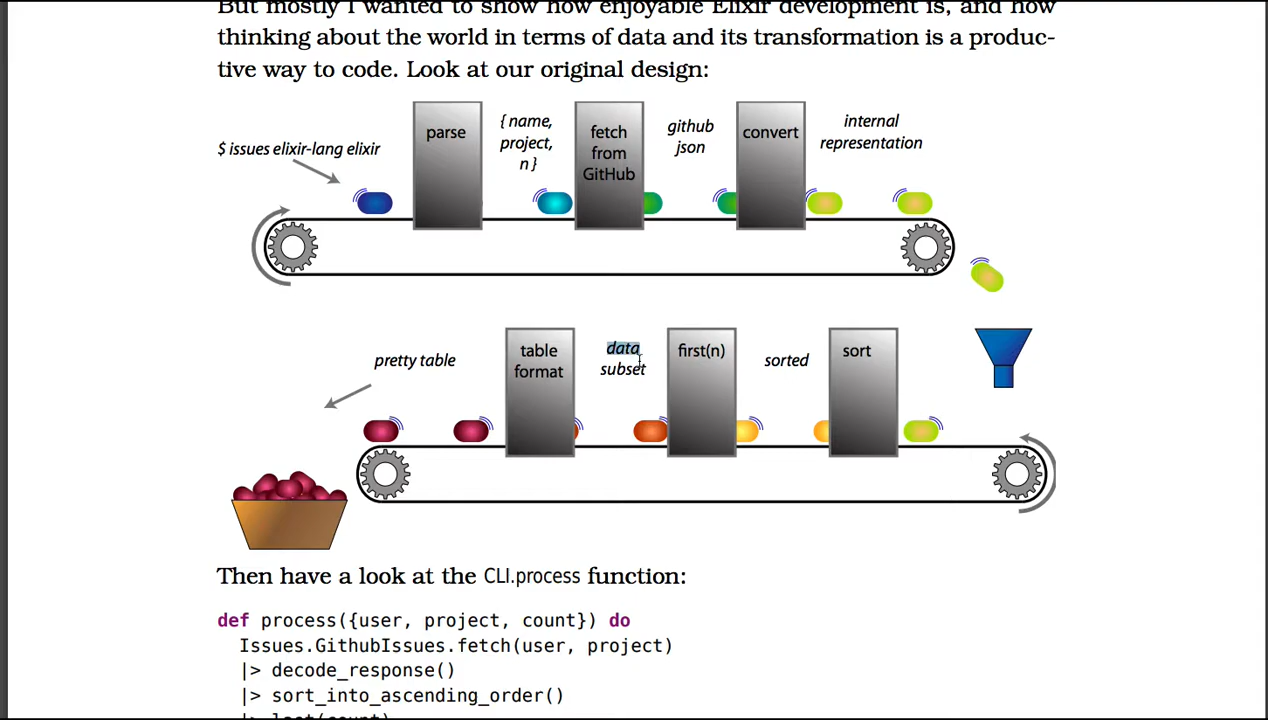 But mostly I wanted to show how enjoyable Elixir development is, and how
thinking about the world in terms of data and its transformation is a produc-
tive way to code. Look at our original design:
$ issues elixir-lang elixir
parse
{ name,
project,
n }
fetch
from
GitHub
github
json
convert
internal
representation
pretty table
table
format
data
subset
first(n)
sorted
sort
Then have a look at the CLI.process function:
def process({user, project, count}) do
Issues.GithubIssues.fetch(user, project)
|> decode_response()
|> sort_into_ascending_order()
|> last(count)